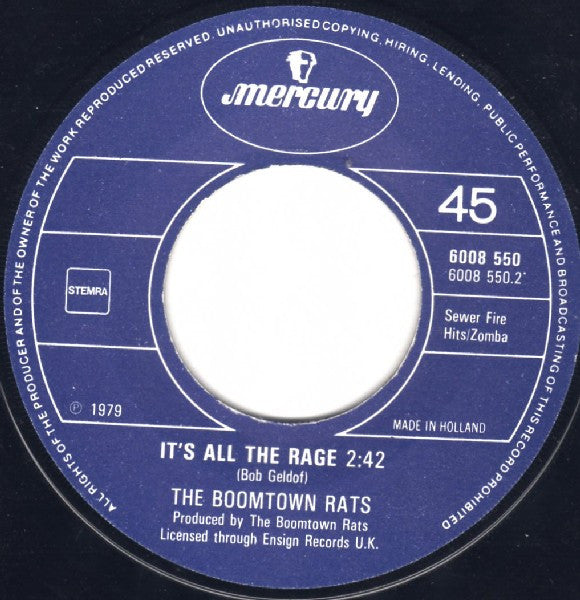 ALL RIGHTS OF THE PRODUCER AND OF THE OWNER OF THE WORK REPRODUCED RESERVED. UNAUTHORISED COPYING, HIRING, LENDING, PUBLIC PERFORMANCE AND BROADCASTING OF THIS RECORD PROHIBITED
mercury
45
6008 550
6008 550.2*
STEMRA
Sewer Fire
Hits/Zomba
℗ 1979
MADE IN HOLLAND
IT'S ALL THE RAGE 2:42
(Bob Geldof)
THE BOOMTOWN RATS
Produced by The Boomtown Rats
Licensed through Ensign Records U.K.